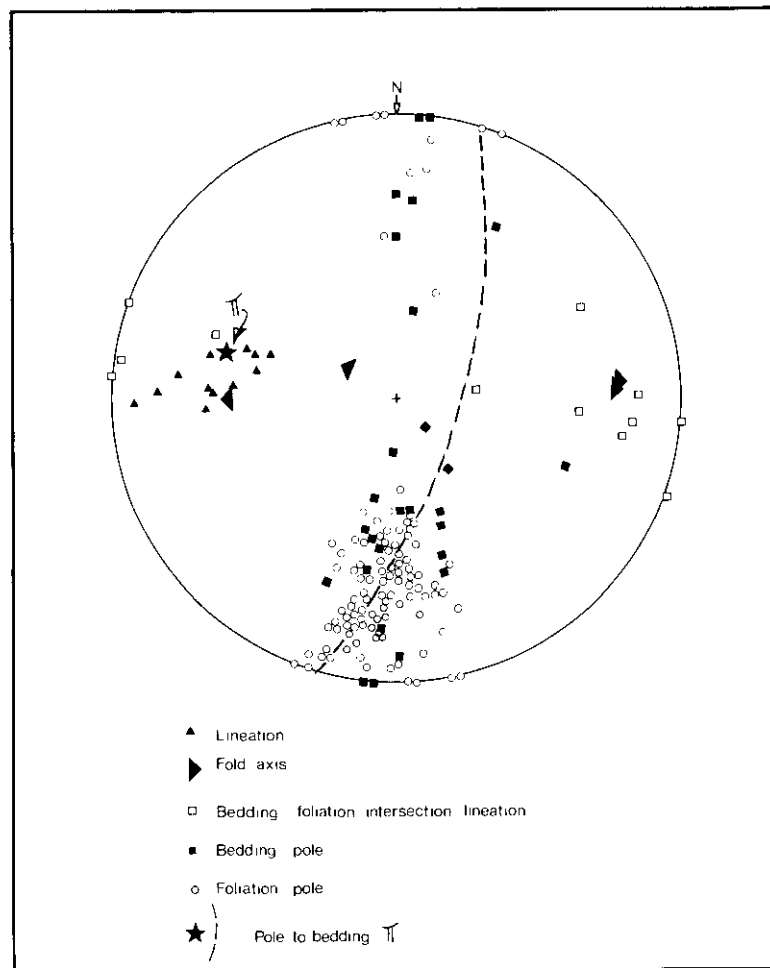 N
π
Lineation
Fold axis
Bedding foliation intersection lineation
Bedding pole
Foliation pole
Pole to bedding π